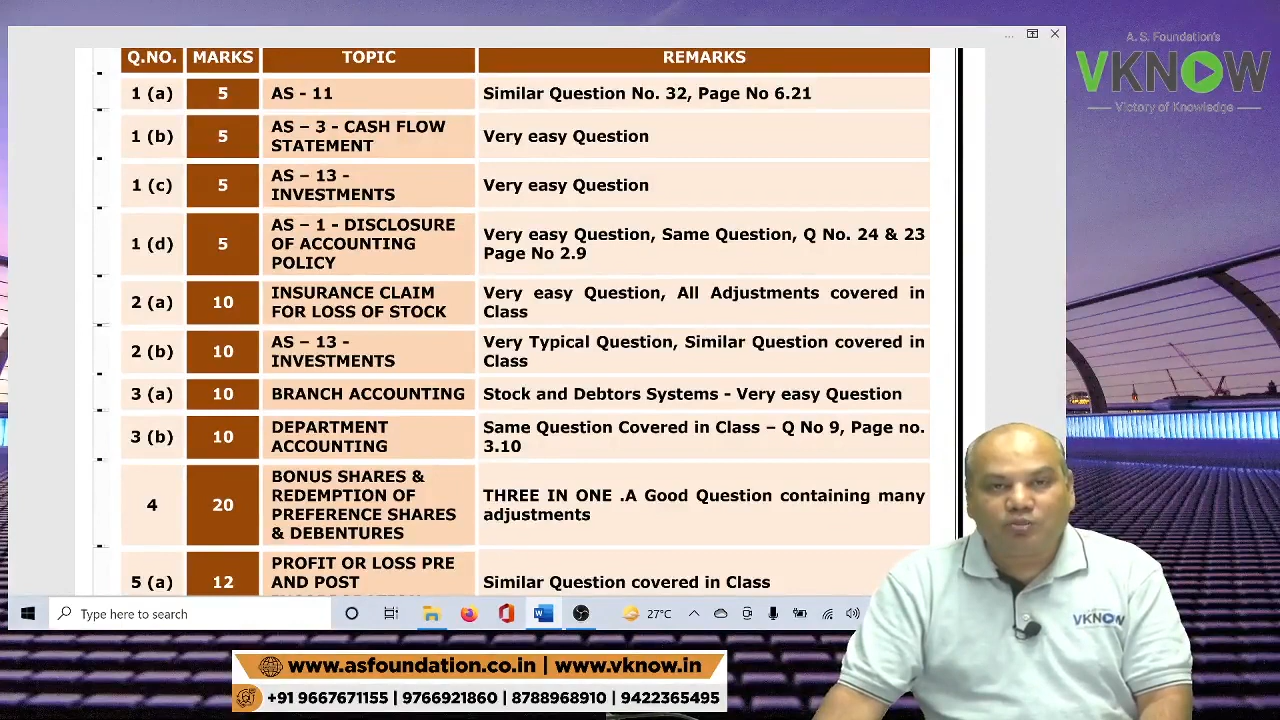 A. S. Foundation's
VKNOW
Victory of Knowledge
Q.NO. MARKS TOPIC REMARKS
1 (a) 5 AS - 11 Similar Question No. 32, Page No 6.21
1 (b) 5 AS – 3 - CASH FLOW
STATEMENT
Very easy Question
1 (c) 5 AS – 13 -
INVESTMENTS
Very easy Question
1 (d) 5 AS – 1 - DISCLOSURE
OF ACCOUNTING
POLICY
Very easy Question, Same Question, Q No. 24 & 23
Page No 2.9
2 (a) 10 INSURANCE CLAIM
FOR LOSS OF STOCK
Very easy Question, All Adjustments covered in
Class
2 (b) 10 AS – 13 -
INVESTMENTS
Very Typical Question, Similar Question covered in
Class
3 (a) 10 BRANCH ACCOUNTING Stock and Debtors Systems - Very easy Question
3 (b) 10 DEPARTMENT
ACCOUNTING
Same Question Covered in Class – Q No 9, Page no.
3.10
4 20 BONUS SHARES &
REDEMPTION OF
PREFERENCE SHARES
& DEBENTURES
THREE IN ONE .A Good Question containing many
adjustments
5 (a) 12 PROFIT OR LOSS PRE
AND POST
Similar Question covered in Class
Type here to search
27°C
VKNOW
www.asfoundation.co.in | www.vknow.in
+91 9667671155 | 9766921860 | 8788968910 | 9422365495